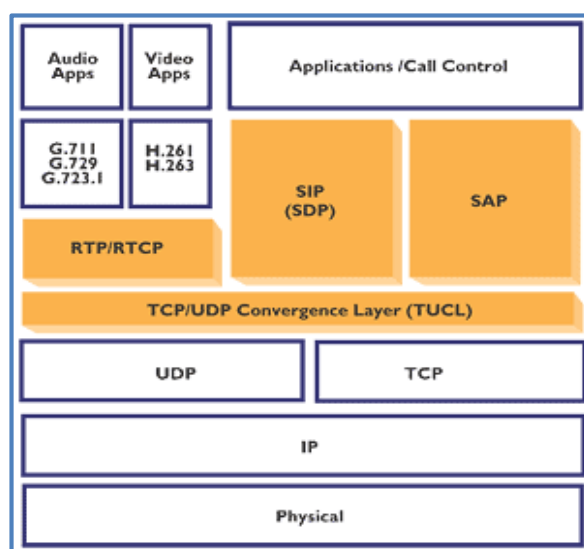 Audio
Apps
Video
Apps
Applications /Call Control
G.711
G.729
G.723.1
H.261
H.263
SIP
(SDP)
SAP
RTP/RTCP
TCP/UDP Convergence Layer (TUCL)
UDP
TCP
IP
Physical